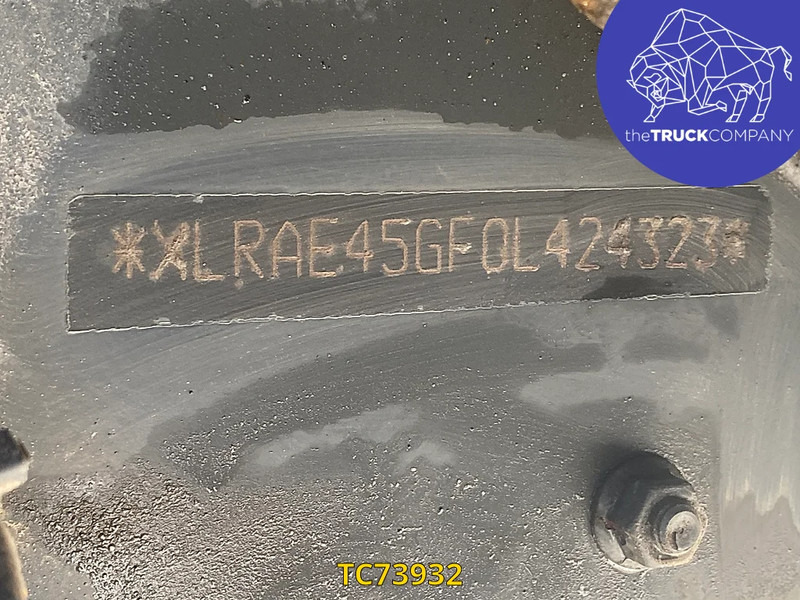 theTRUCKCOMPANY
*XLRAE45GF0L424323*
TC73932